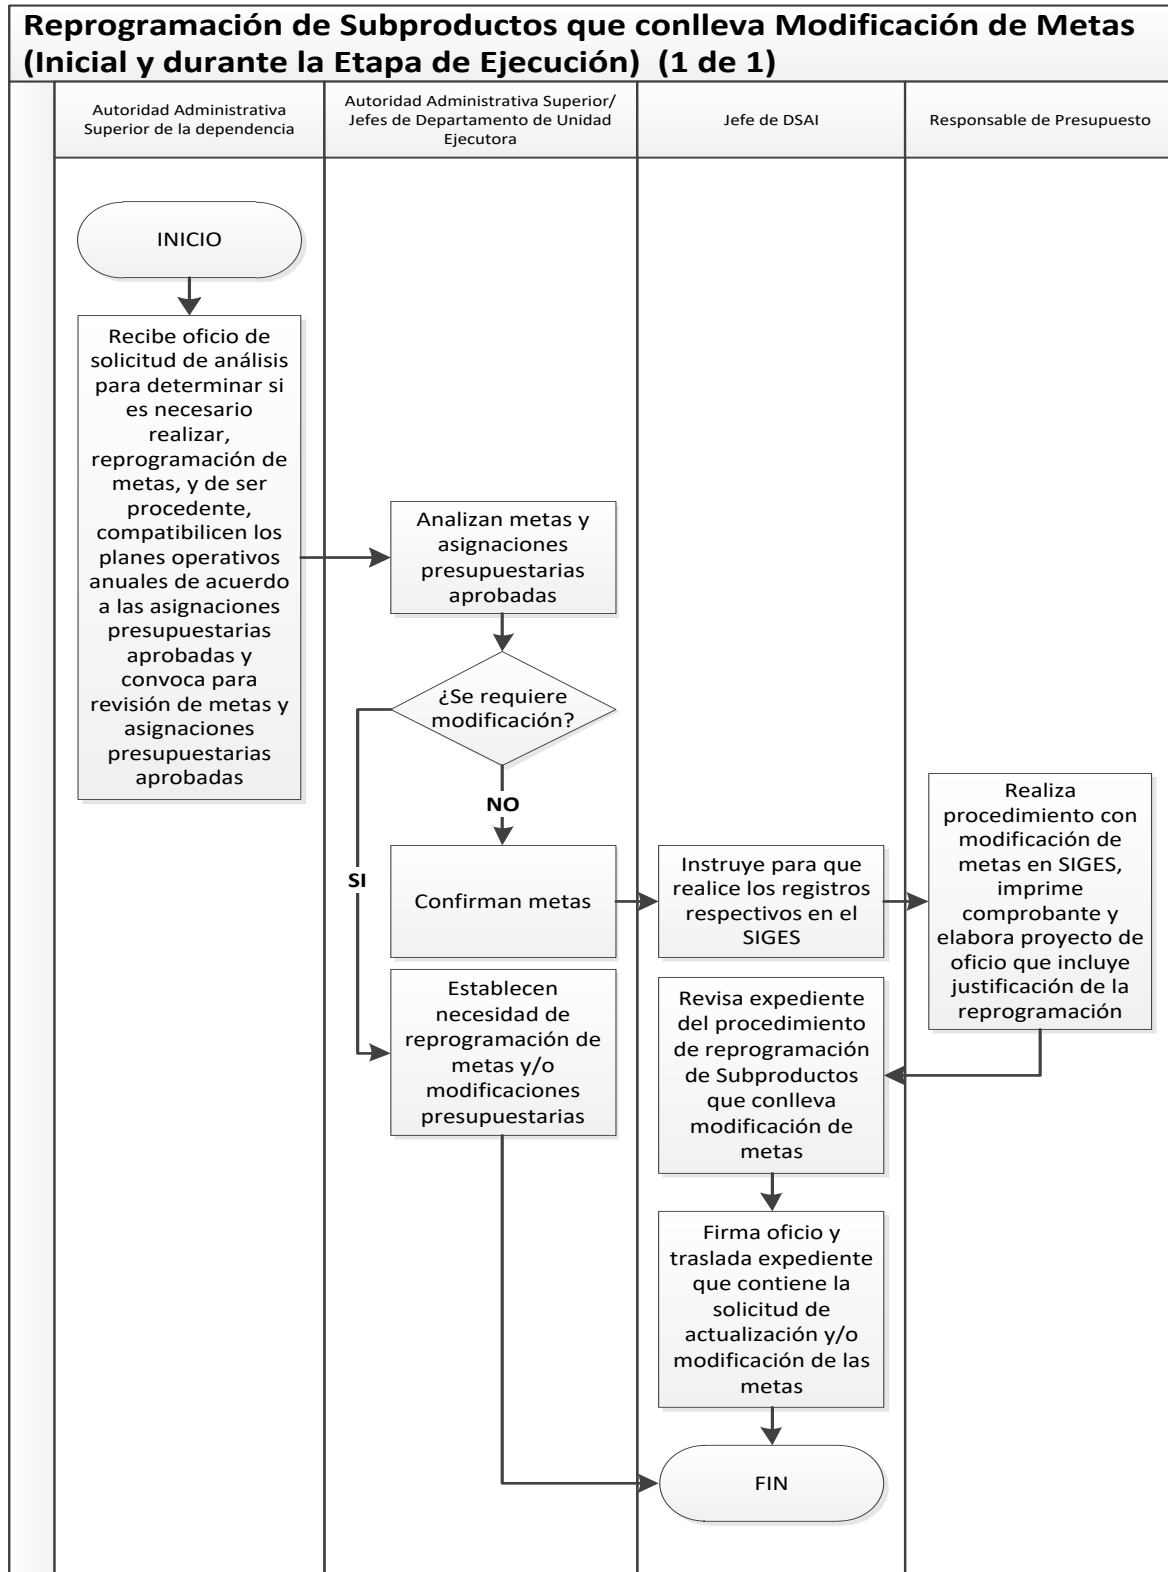 Reprogramación de Subproductos que conlleva Modificación de Metas
(Inicial y durante la Etapa de Ejecución)  (1 de 1)
Autoridad Administrativa
Superior de la dependencia
Autoridad Administrativa Superior/
Jefes de Departamento de Unidad
Ejecutora
Jefe de DSAI
Responsable de Presupuesto
INICIO
Recibe oficio de
solicitud de análisis
para determinar si
es necesario
realizar,
reprogramación de
metas, y de ser
procedente,
compatibilicen los
planes operativos
anuales de acuerdo
a las asignaciones
presupuestarias
aprobadas y
convoca para
revisión de metas y
asignaciones
presupuestarias
aprobadas
Analizan metas y
asignaciones
presupuestarias
aprobadas
¿Se requiere
modificación?
NO
SI
Confirman metas
Instruye para que
realice los registros
respectivos en el
SIGES
Realiza
procedimiento con
modificación de
metas en SIGES,
imprime
comprobante y
elabora proyecto de
oficio que incluye
justificación de la
reprogramación
Establecen
necesidad de
reprogramación de
metas y/o
modificaciones
presupuestarias
Revisa expediente
del procedimiento
de reprogramación
de Subproductos
que conlleva
modificación de
metas
Firma oficio y
traslada expediente
que contiene la
solicitud de
actualización y/o
modificación de las
metas
FIN